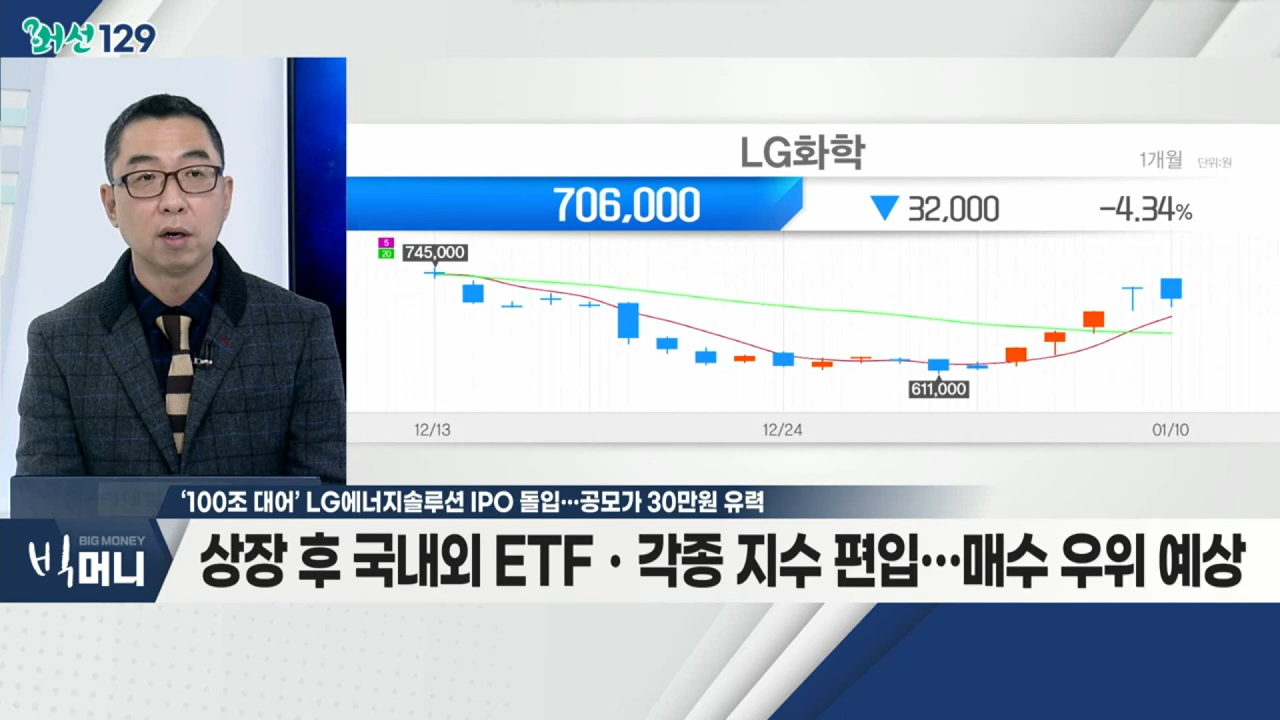 머선129
LG화학
1개월 단위:원
706,000 ▼ 32,000 -4.34%
5
20
745,000
611,000
12/13 12/24 01/10
'100조 대어' LG에너지솔루션 IPO 돌입…공모가 30만원 유력
BIG MONEY
빅머니
상장 후 국내외 ETF·각종 지수 편입…매수 우위 예상